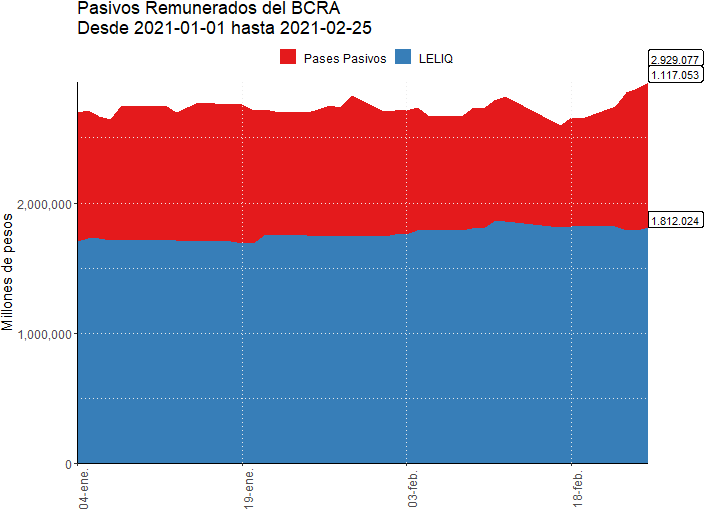 Pasivos Remunerados del BCRA
Desde 2021-01-01 hasta 2021-02-25
Pases Pasivos LELIQ
2.929.077
1.117.053
1.812.024
Millones de pesos
2,000,000
1,000,000
0
04-ene.
19-ene.
03-feb.
18-feb.